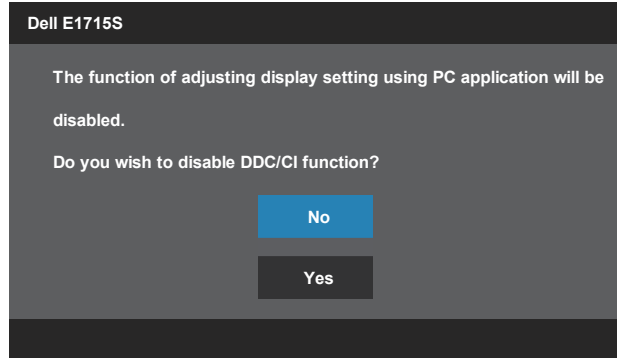 Dell E1715S
The function of adjusting display setting using PC application will be
disabled.
Do you wish to disable DDC/CI function?
No
Yes